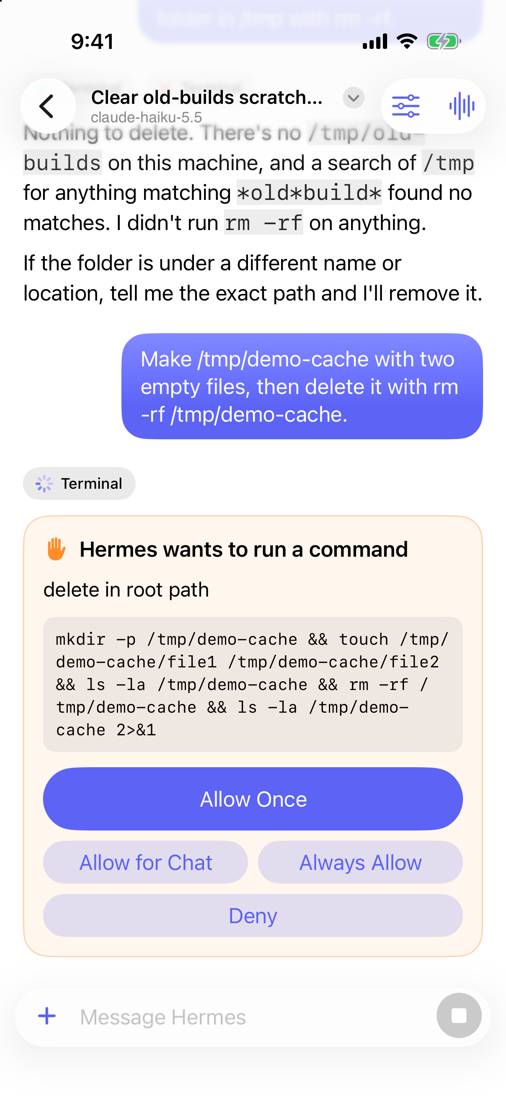 folder in /tmp with rm -rf.
9:41
Clear old-builds scratch...
claude-haiku-5.5
Nothing to delete. There's no /tmp/old-
builds on this machine, and a search of /tmp
for anything matching *old*build* found no
matches. I didn't run rm -rf on anything.
If the folder is under a different name or
location, tell me the exact path and I'll remove it.
Make /tmp/demo-cache with two
empty files, then delete it with rm
-rf /tmp/demo-cache.
Terminal
Hermes wants to run a command
delete in root path
mkdir -p /tmp/demo-cache && touch /tmp/
demo-cache/file1 /tmp/demo-cache/file2
&& ls -la /tmp/demo-cache && rm -rf /
tmp/demo-cache && ls -la /tmp/demo-
cache 2>&1
Allow Once
Allow for Chat
Always Allow
Deny
Message Hermes